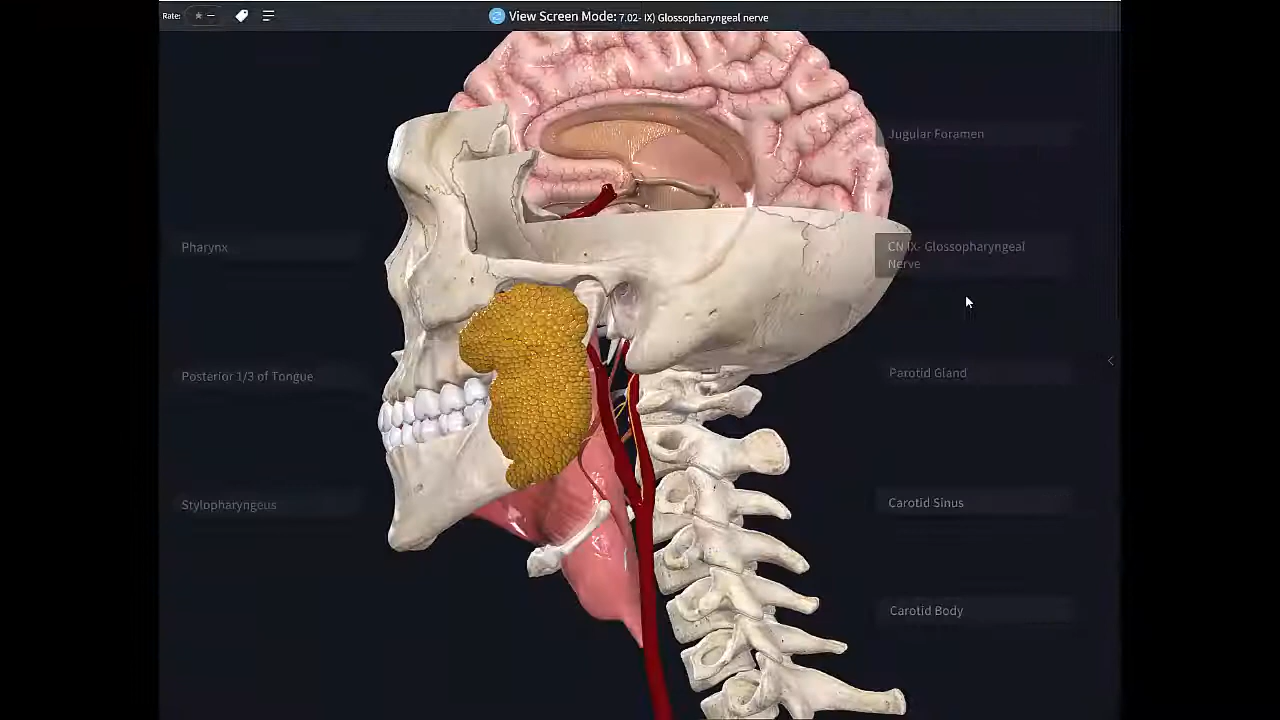 Rate:
View Screen Mode: 7.02- IX) Glossopharyngeal nerve
Jugular Foramen
Pharynx
CN IX- Glossopharyngeal
Nerve
Posterior 1/3 of Tongue
Parotid Gland
Stylopharyngeus
Carotid Sinus
Carotid Body